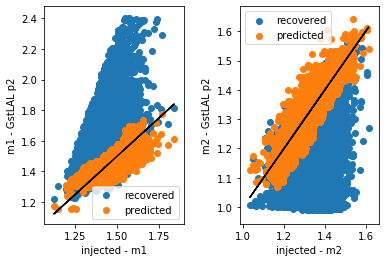 m1 - GstLAL p2
2.4
2.2
2.0
1.8
1.6
1.4
1.2
1.25
1.50
1.75
injected - m1
recovered
predicted
m2 - GstLAL p2
1.6
1.5
1.4
1.3
1.2
1.1
1.0
1.0
1.2
1.4
1.6
injected - m2
recovered
predicted